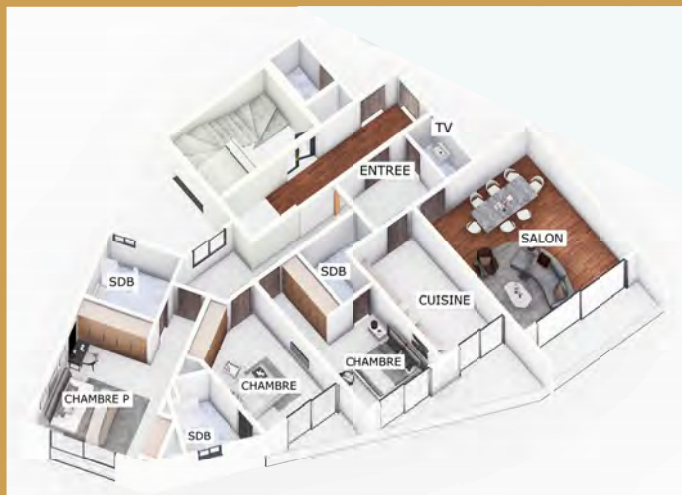 TV
ENTREE
SALON
SDB
SDB
CUISINE
CHAMBRE
CHAMBRE
CHAMBRE P
SDB